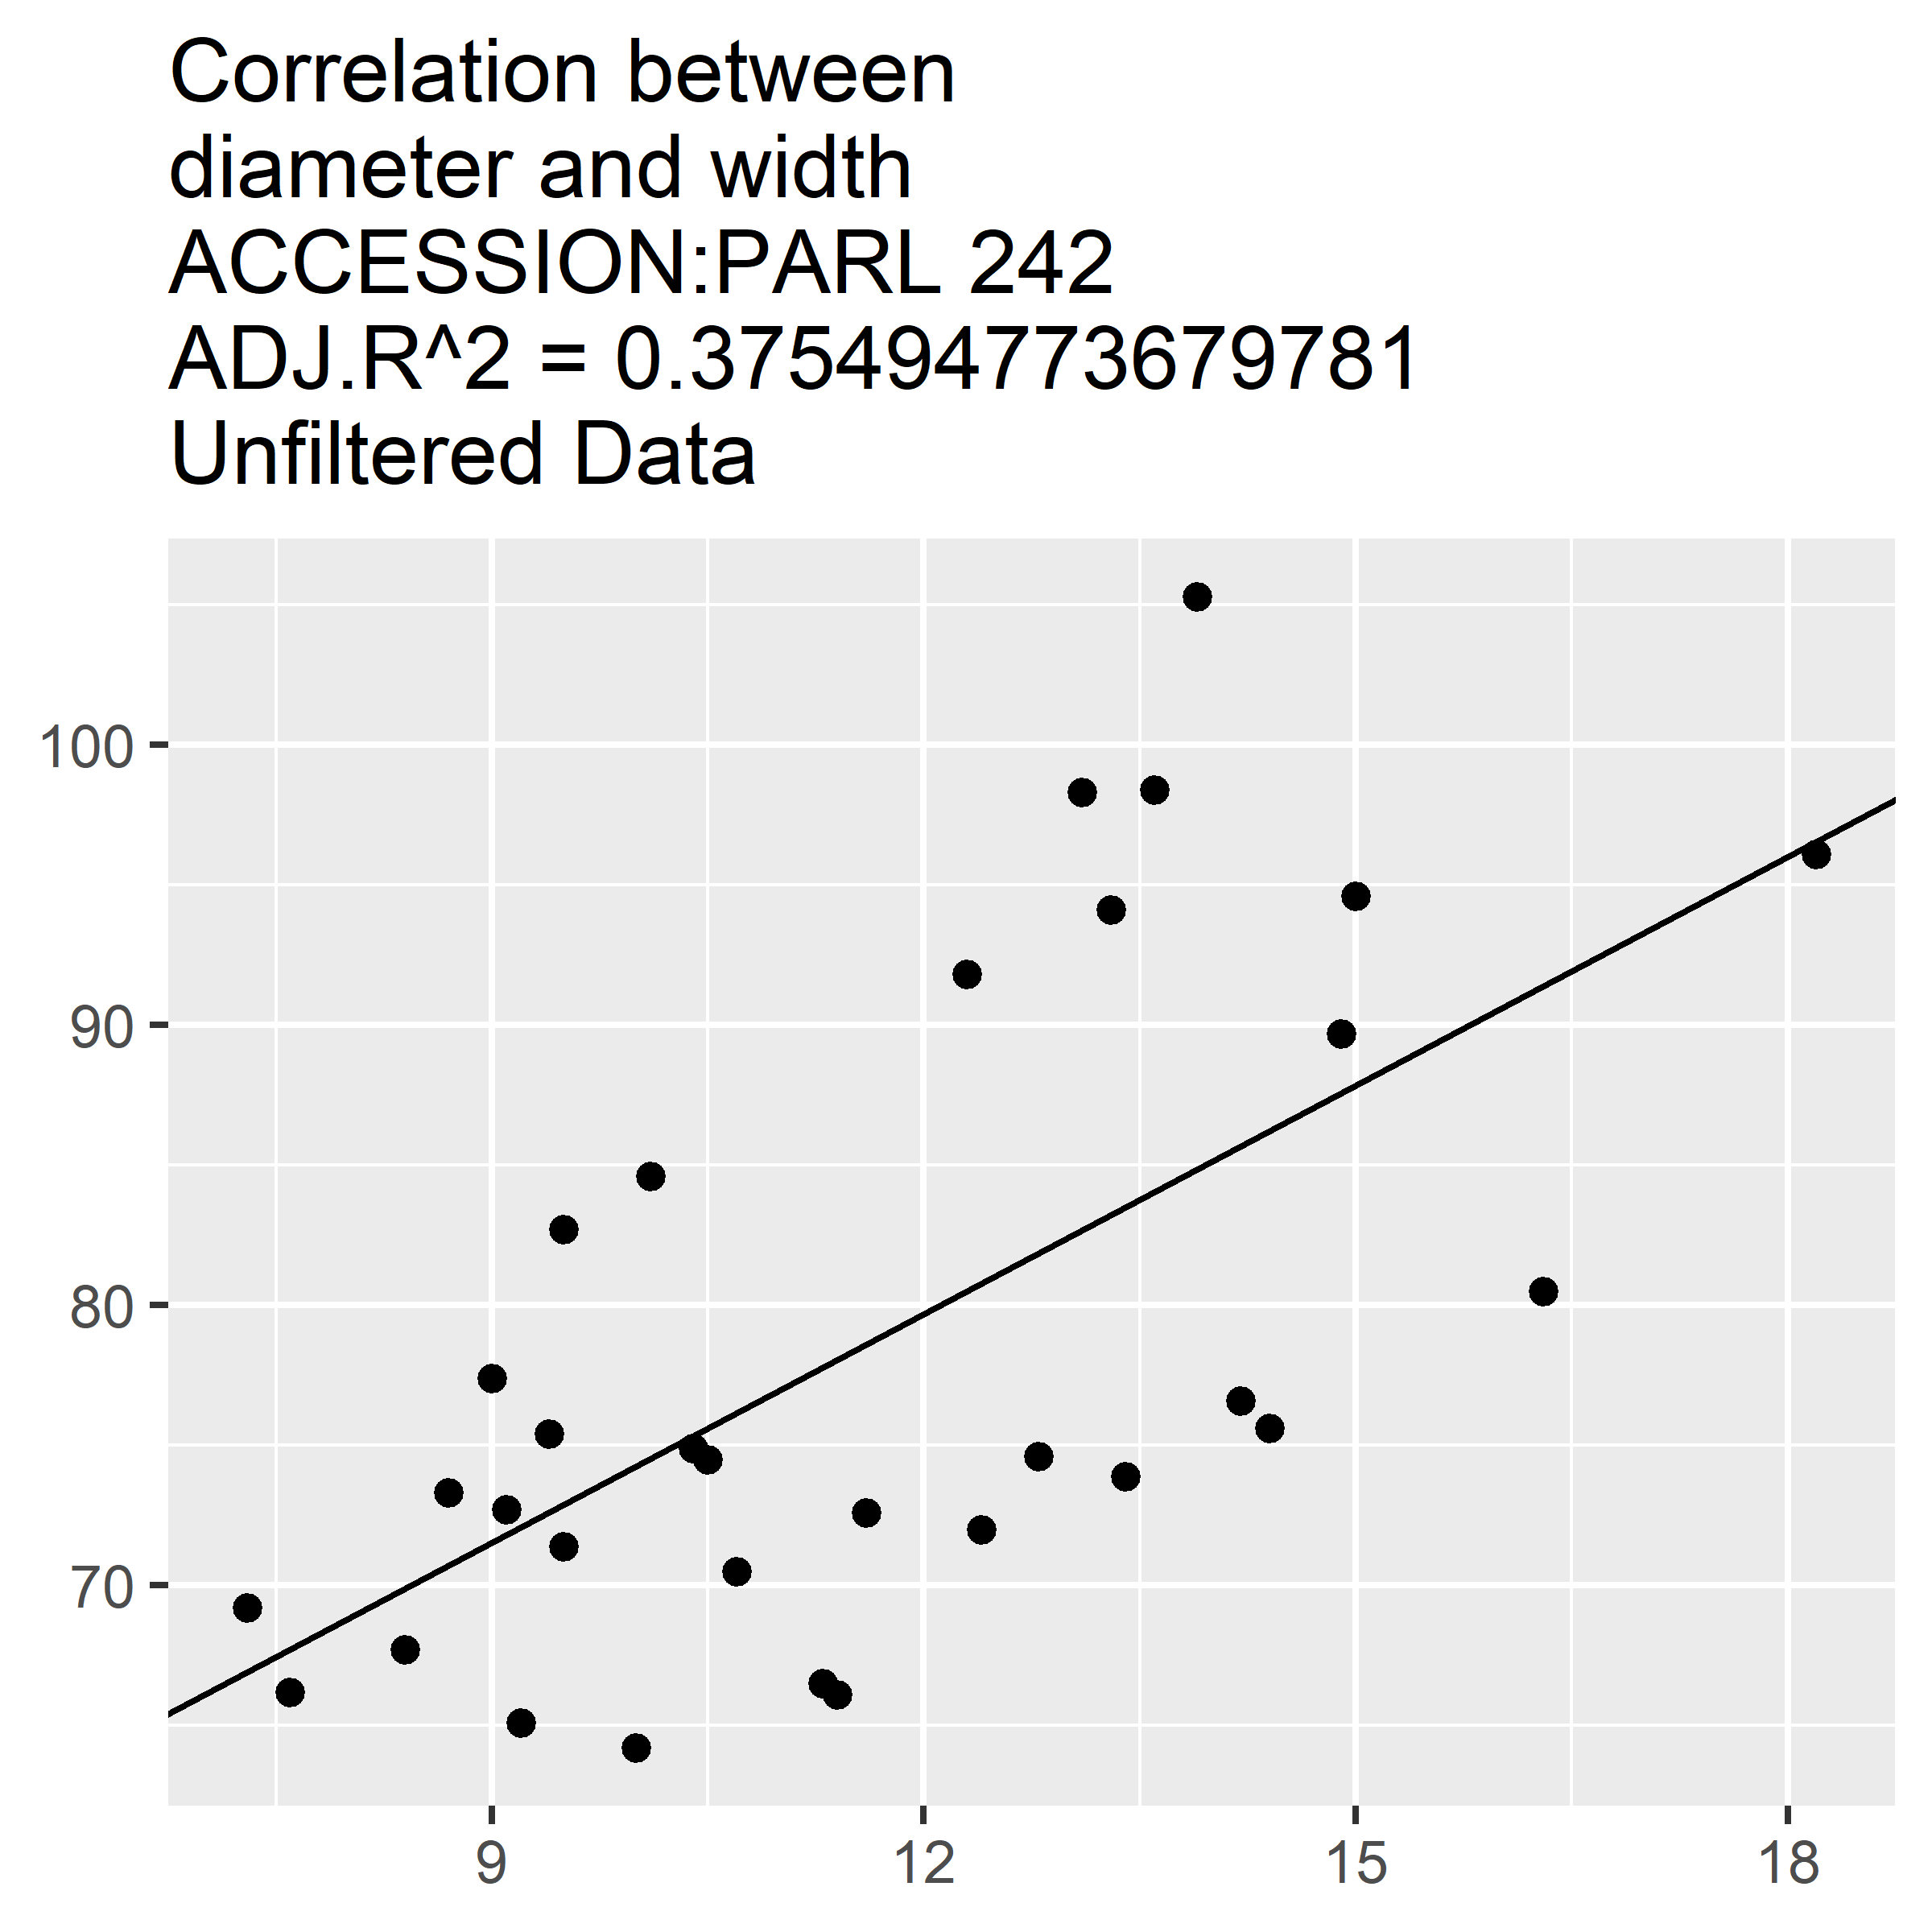 Correlation between
diameter and width
ACCESSION:PARL 242
ADJ.R^2 = 0.375494773679781
Unfiltered Data
100
90
80
70
9 12 15 18